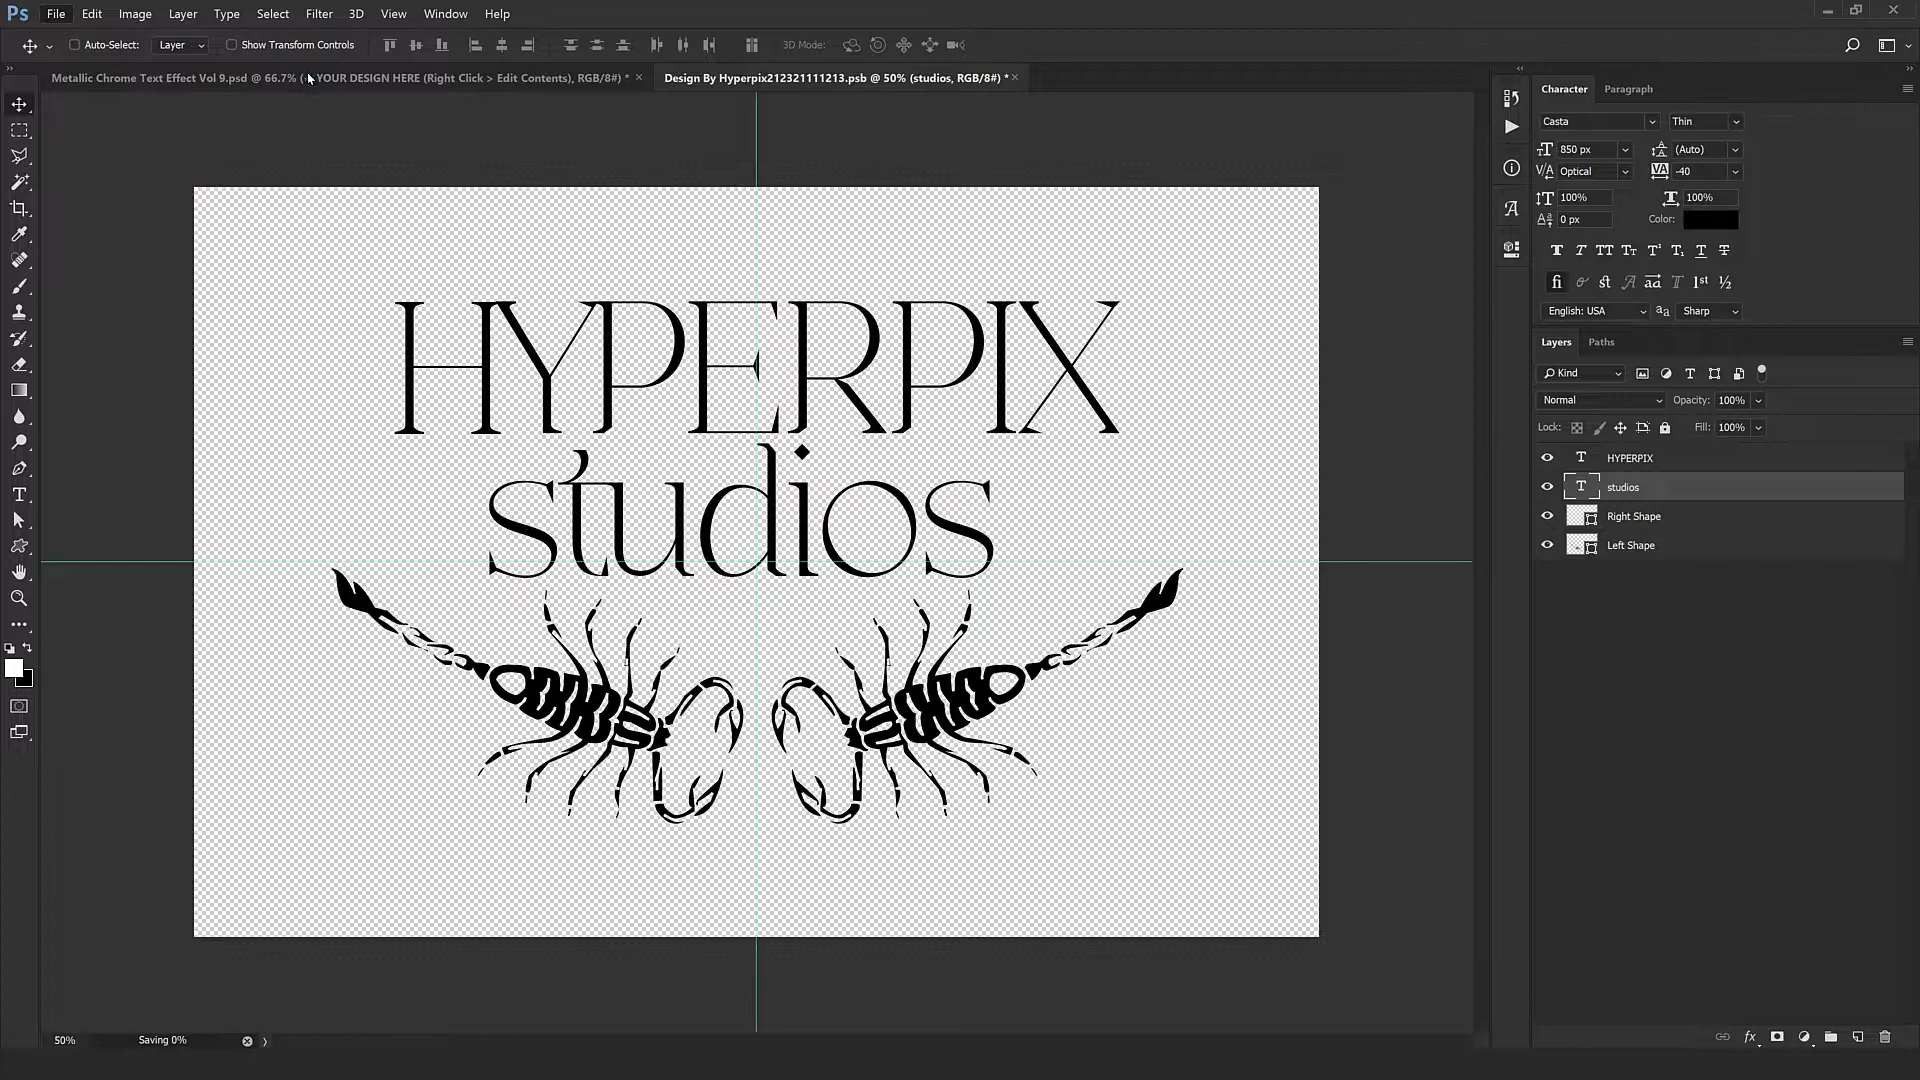 Ps File Edit Image Layer Type Select Filter 3D View Window Help
Auto-Select: Layer Show Transform Controls 3D Mode:
Metallic Chrome Text Effect Vol 9.psd @ 66.7% ( YOUR DESIGN HERE (Right Click > Edit Contents), RGB/8#) * ×
Design By Hyperpix212321111213.psb @ 50% (studios, RGB/8#) * ×
HYPERPIX
studios
50% Saving 0%
Character Paragraph
Casta Thin
850 px (Auto)
Optical -40
100% 100%
0 px Color:
English: USA Sharp
Layers Paths
Kind
Normal Opacity: 100%
Lock: Fill: 100%
HYPERPIX
studios
Right Shape
Left Shape